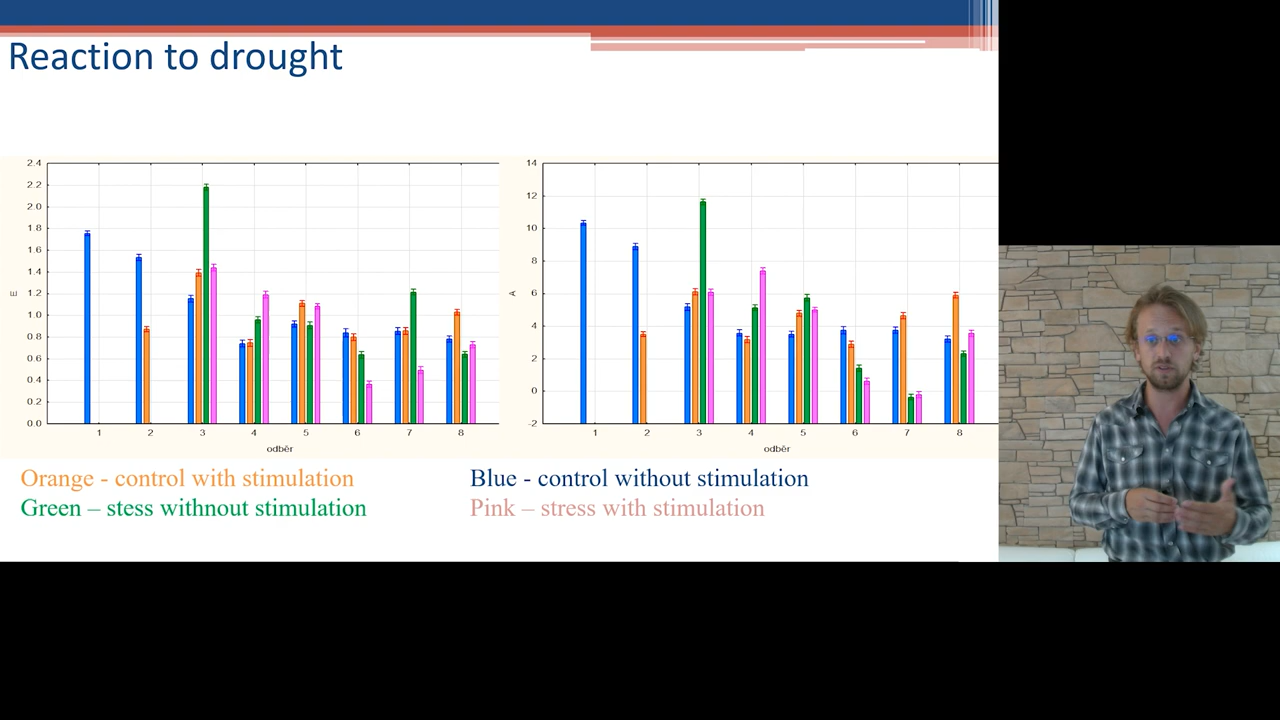 Reaction to drought
2.4
2.2
2.0
1.8
1.6
1.4
1.2
1.0
0.8
0.6
0.4
0.2
0.0
E
1 2 3 4 5 6 7 8
odběr
14
12
10
8
6
4
2
0
-2
A
1 2 3 4 5 6 7 8
odběr
Orange - control with stimulation
Blue - control without stimulation
Green – stess withnout stimulation
Pink – stress with stimulation